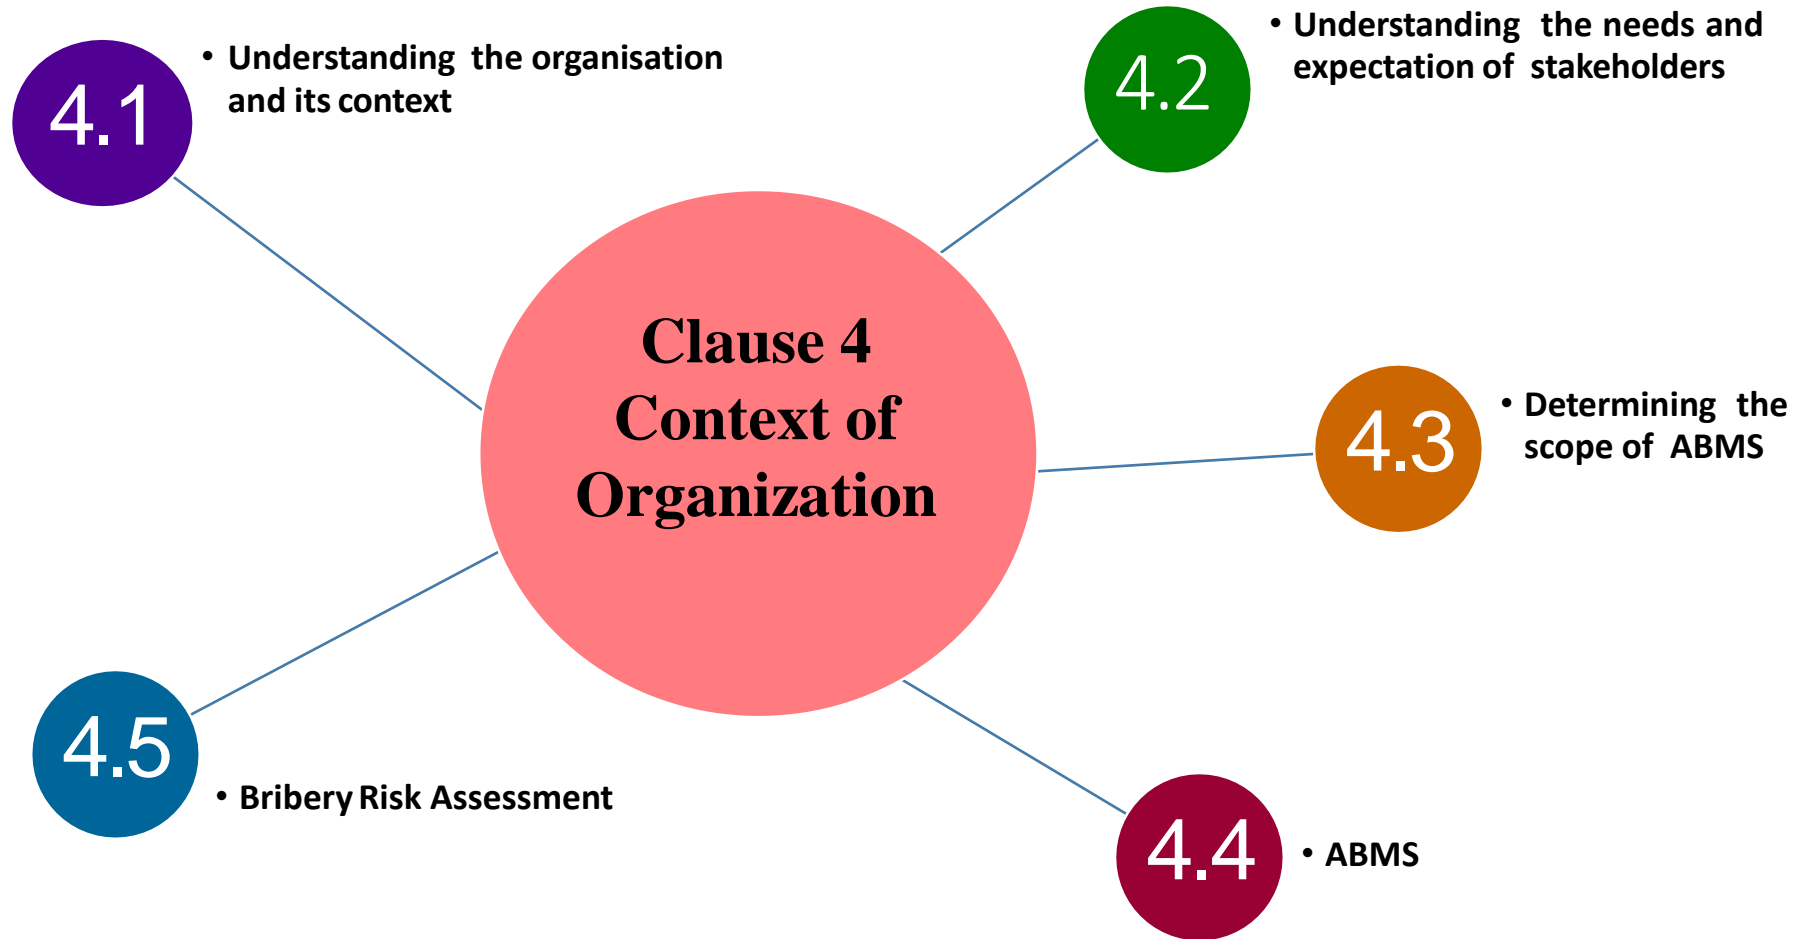 4.1
• Understanding the organisation
and its context
4.2
• Understanding the needs and
expectation of stakeholders
Clause 4
Context of
Organization
4.3
• Determining the
scope of ABMS
4.4
• ABMS
4.5
• Bribery Risk Assessment